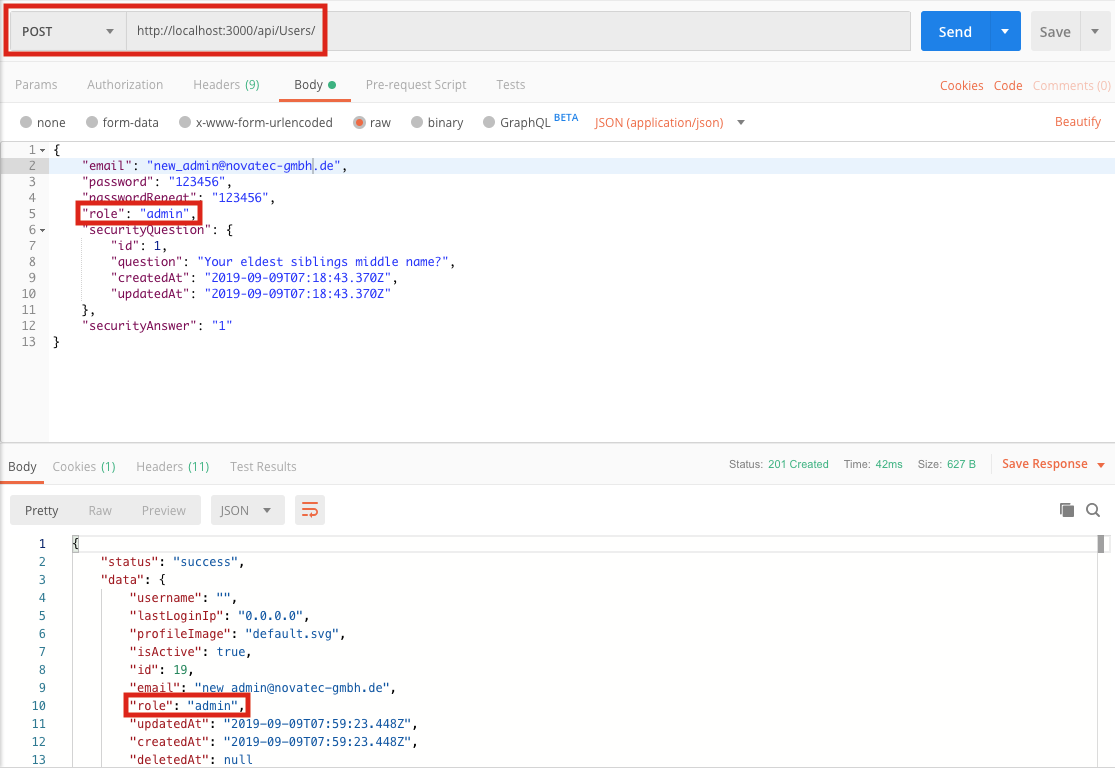 POST http://localhost:3000/api/Users/ Send Save
Params Authorization Headers (9) Body Pre-request Script Tests Cookies Code Comments (0)
none form-data x-www-form-urlencoded raw binary GraphQL BETA JSON (application/json) Beautify
1 {
2 "email": "new_admin@novatec-gmbh.de",
3 "password": "123456",
4 "passwordRepeat": "123456",
5 "role": "admin",
6 "securityQuestion": {
7 "id": 1,
8 "question": "Your eldest siblings middle name?",
9 "createdAt": "2019-09-09T07:18:43.370Z",
10 "updatedAt": "2019-09-09T07:18:43.370Z"
11 },
12 "securityAnswer": "1"
13 }
Body Cookies (1) Headers (11) Test Results Status: 201 Created Time: 42ms Size: 627 B Save Response
Pretty Raw Preview JSON
1 {
2 "status": "success",
3 "data": {
4 "username": "",
5 "lastLoginIp": "0.0.0.0",
6 "profileImage": "default.svg",
7 "isActive": true,
8 "id": 19,
9 "email": "new_admin@novatec-gmbh.de",
10 "role": "admin",
11 "updatedAt": "2019-09-09T07:59:23.448Z",
12 "createdAt": "2019-09-09T07:59:23.448Z",
13 "deletedAt": null